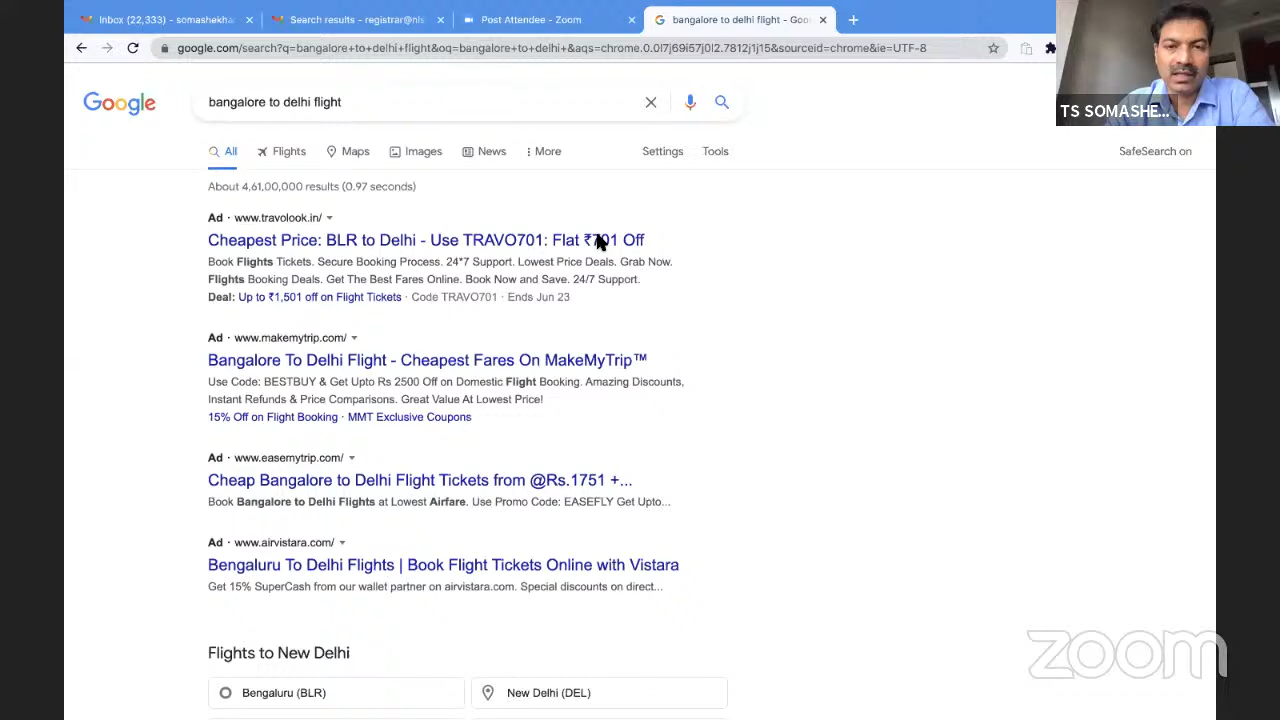 Inbox (22,333) - somashekha
Search results - registrar@nls
Post Attendee - Zoom
bangalore to delhi flight - Goo
google.com/search?q=bangalore+to+delhi+flight&oq=bangalore+to+delhi+&aqs=chrome.0.0l7j69i57j0l2.7812j1j15&sourceid=chrome&ie=UTF-8
TS SOMASHE...
Google
bangalore to delhi flight
All
Flights
Maps
Images
News
More
Settings
Tools
SafeSearch on
About 4,61,00,000 results (0.97 seconds)
Ad · www.travolook.in/
Cheapest Price: BLR to Delhi - Use TRAVO701: Flat ₹701 Off
Book Flights Tickets. Secure Booking Process. 24*7 Support. Lowest Price Deals. Grab Now.
Flights Booking Deals. Get The Best Fares Online. Book Now and Save. 24/7 Support.
Deal: Up to ₹1,501 off on Flight Tickets · Code TRAVO701 · Ends Jun 23
Ad · www.makemytrip.com/
Bangalore To Delhi Flight - Cheapest Fares On MakeMyTrip™
Use Code: BESTBUY & Get Upto Rs 2500 Off on Domestic Flight Booking. Amazing Discounts,
Instant Refunds & Price Comparisons. Great Value At Lowest Price!
15% Off on Flight Booking · MMT Exclusive Coupons
Ad · www.easemytrip.com/
Cheap Bangalore to Delhi Flight Tickets from @Rs.1751 +...
Book Bangalore to Delhi Flights at Lowest Airfare. Use Promo Code: EASEFLY Get Upto...
Ad · www.airvistara.com/
Bengaluru To Delhi Flights | Book Flight Tickets Online with Vistara
Get 15% SuperCash from our wallet partner on airvistara.com. Special discounts on direct...
Flights to New Delhi
Bengaluru (BLR)
New Delhi (DEL)
zoom